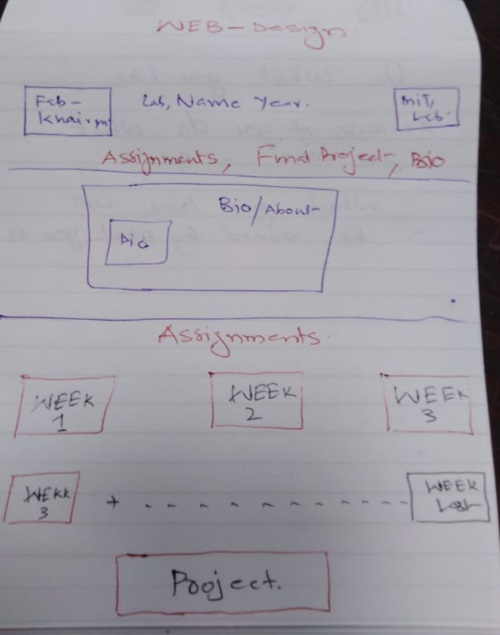 WEB-Design
Fab-
Khairpur
Lab, Name Year.
MIT,
Lab.
Assignments, Final Project, Bio
Bio/About
Pic
Assignments
WEEK
1
WEEK
2
WEEK
3
WEKK
3
+ - - - - - - - - - -
WEEK
Last
Project.